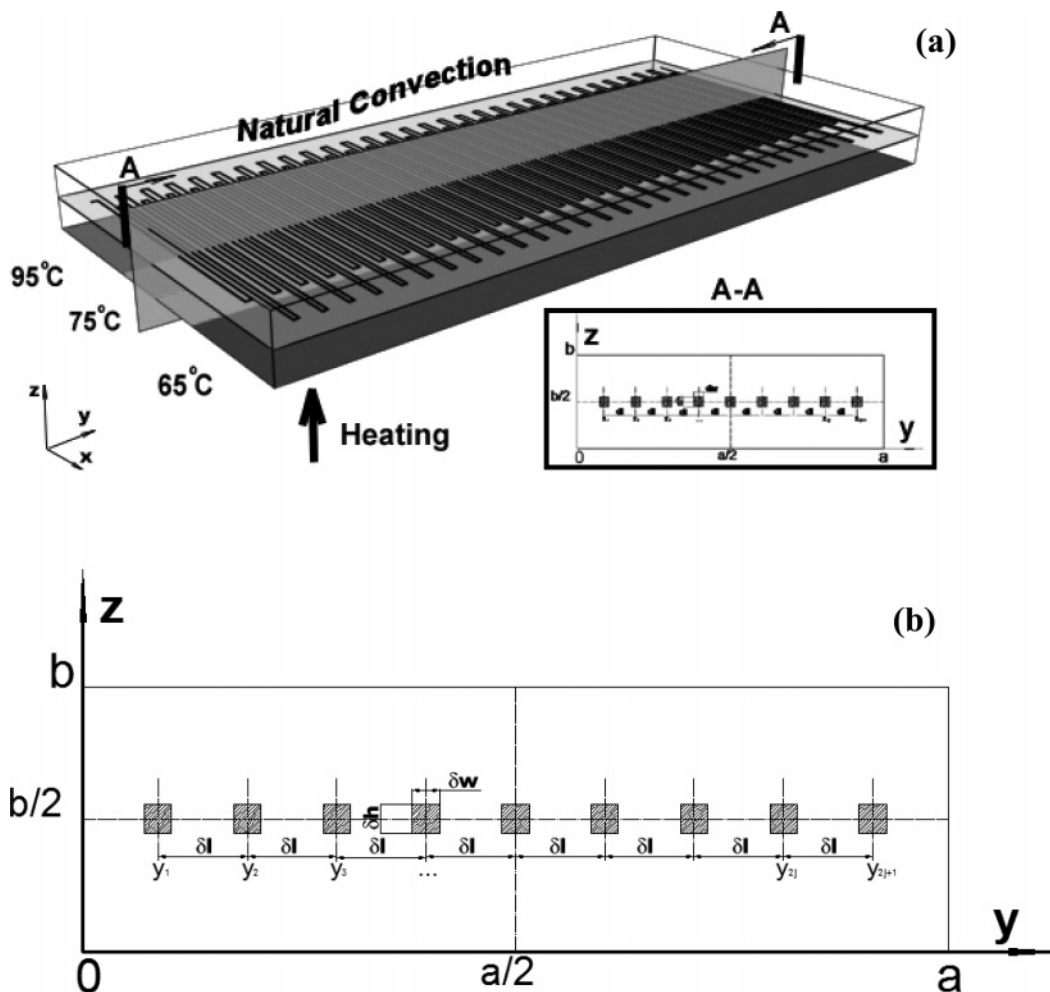 (a)
A
Natural Convection
A
95°C
75°C
65°C
z
y
x
Heating
A-A
z
b
b/2
y
0
a/2
a
(b)
z
b
b/2
δw
δh
δl δl δl δl δl δl δl δl
y₁ y₂ y₃ ... y₂ⱼ y₂ⱼ₊₁
y
0
a/2
a